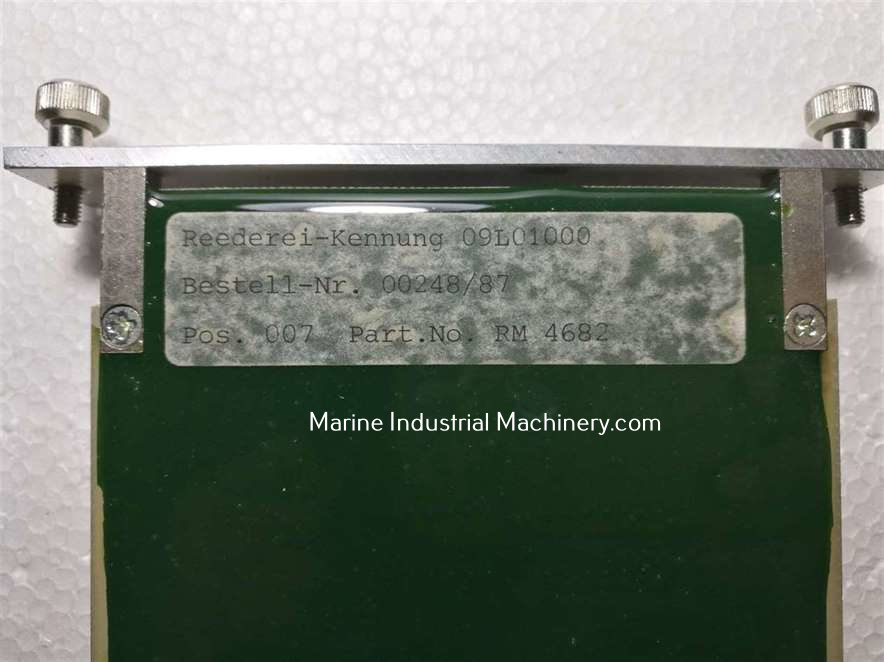 Reederei-Kennung 09L01000
Bestell-Nr. 00248/87
Pos. 007 Part.No. RM 4682
Marine Industrial Machinery.com